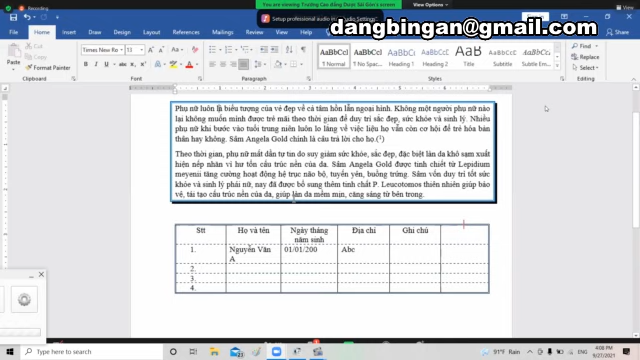 Recording
You are viewing Trường Cao đẳng Dược Sài Gòn's screen
View Options
Setup professional audio in "Audio Settings"
dangbingan@gmail.com
File
Home
Design
References
Mailings
View
Times New Ro
13
Paste
Clipboard
Font
Paragraph
Styles
Editing
AaBbCcI AaBbCcI AaBbC AaBbCc AaB AaBbCcD AaBbCcD
1 Normal
1 No Spac...
Heading 1
Heading 2
Title
Subtitle
Subtle Em...
Find
Replace
Select
Phụ nữ luôn là biểu tượng của vẻ đẹp về cả tâm hồn lẫn ngoại hình. Không một người phụ nữ nào
lại không muốn mình được trẻ mãi theo thời gian để duy trì sắc đẹp, sức khỏe và sinh lý. Nhiều
phụ nữ khi bước vào tuổi trung niên luôn lo lắng về việc liệu họ vẫn còn cơ hội để trẻ hóa bản
thân hay không. Sâm Angela Gold chính là câu trả lời cho họ.(¹)
Theo thời gian, phụ nữ mất dần tự tin do suy giảm sức khỏe, sắc đẹp, đặc biệt làn da khô sạm xuất
hiện nếp nhăn vì hư tổn cấu trúc nền của da. Sâm Angela Gold được tinh chiết từ Lepidium
meyenii tăng cường hoạt động hệ trục não bộ, tuyến yên, buồng trứng. Sâm vốn duy trì tốt sức
khỏe và sinh lý phái nữ, nay đã được bổ sung thêm tinh chất P. Leucotomos thiên nhiên giúp bảo
vệ, tái tạo cấu trúc nền của da, giúp làn da mềm mịn, căng sáng từ bên trong.
Stt Họ và tên Ngày tháng năm sinh Địa chỉ Ghi chú
1. Nguyễn Văn A 01/01/200 Abc
2.
3.
4.
Type here to search
91°F Rain
4:08 PM
9/27/2021